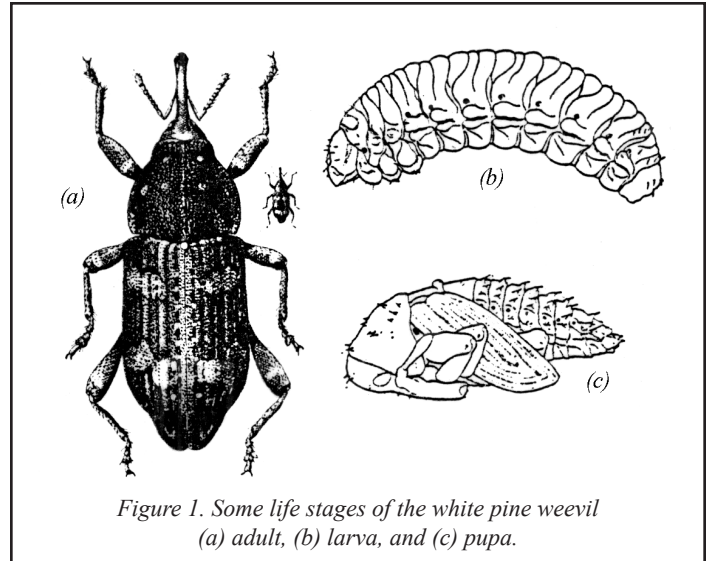 (a)
(b)
(c)
Figure 1. Some life stages of the white pine weevil
(a) adult, (b) larva, and (c) pupa.